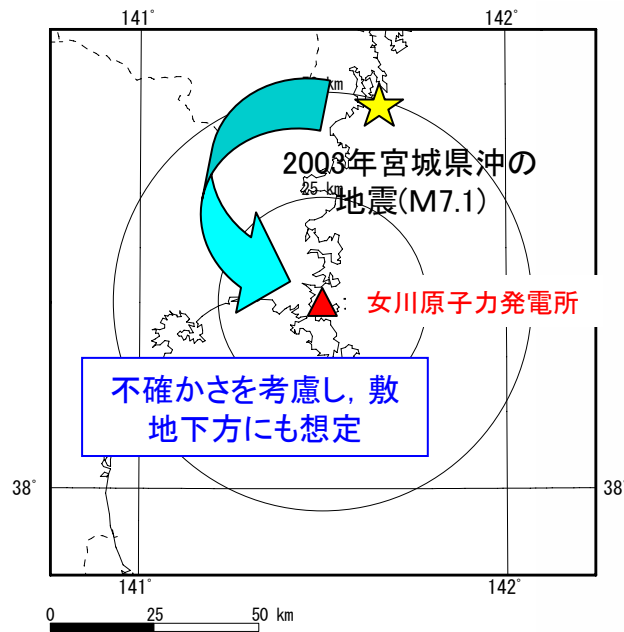 141°
142°
km
2003年宮城県沖の
地震(M7.1)
25 km
女川原子力発電所
不確かさを考慮し, 敷
地下方にも想定
38°
38°
141°
142°
0 25 50 km